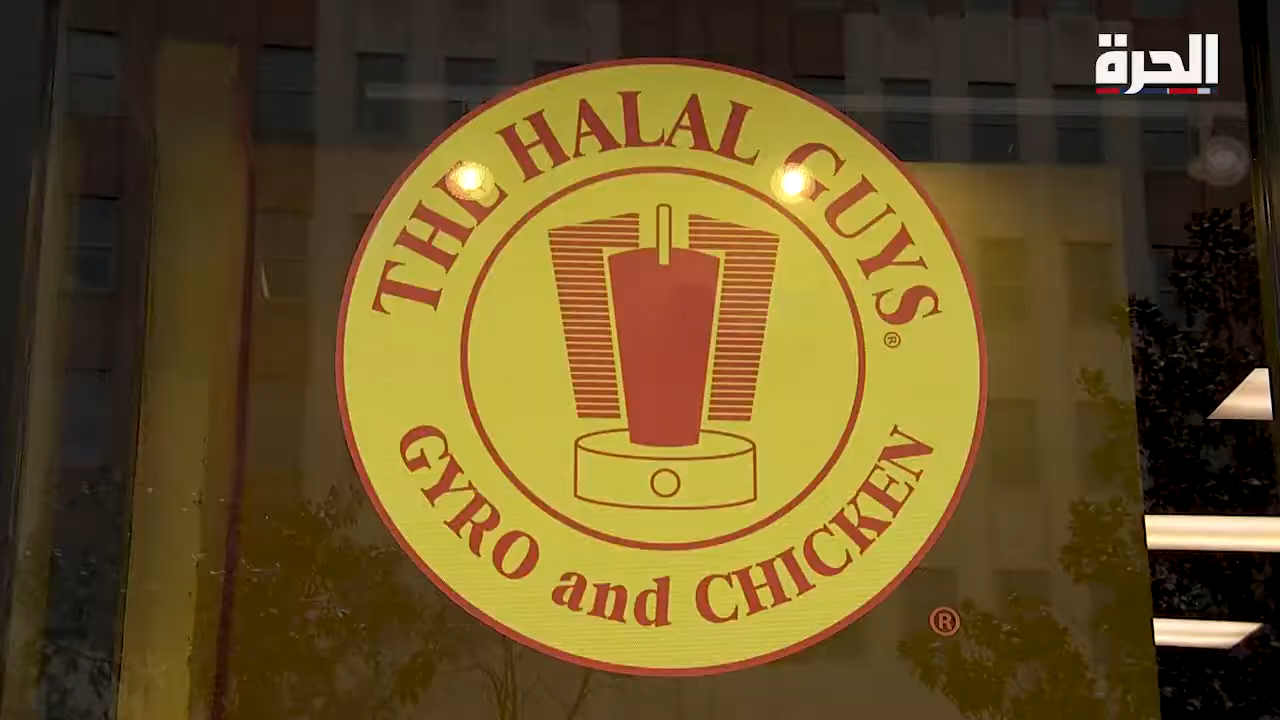 الحرة
THE HALAL GUYS
®
GYRO and CHICKEN
®